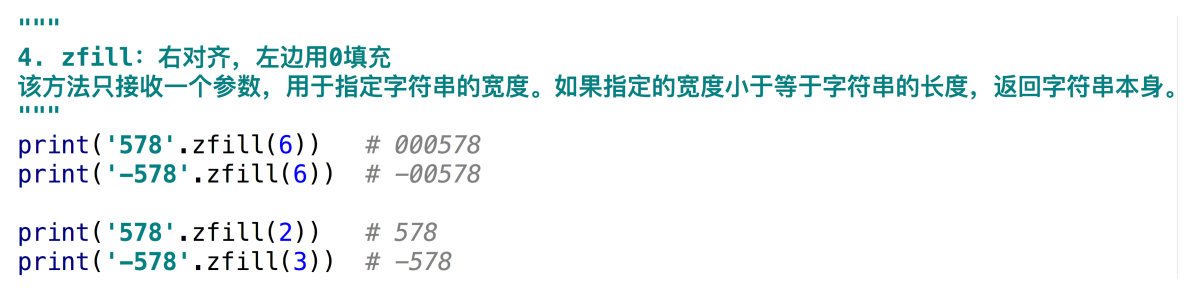 """
4. zfill：右对齐，左边用0填充
该方法只接收一个参数，用于指定字符串的宽度。如果指定的宽度小于等于字符串的长度，返回字符串本身。
"""
print('578'.zfill(6))   # 000578
print('-578'.zfill(6))  # -00578

print('578'.zfill(2))   # 578
print('-578'.zfill(3))  # -578